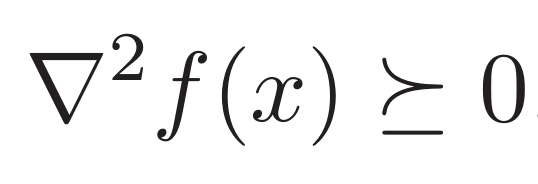 ∇²f(x) ⪰ 0.